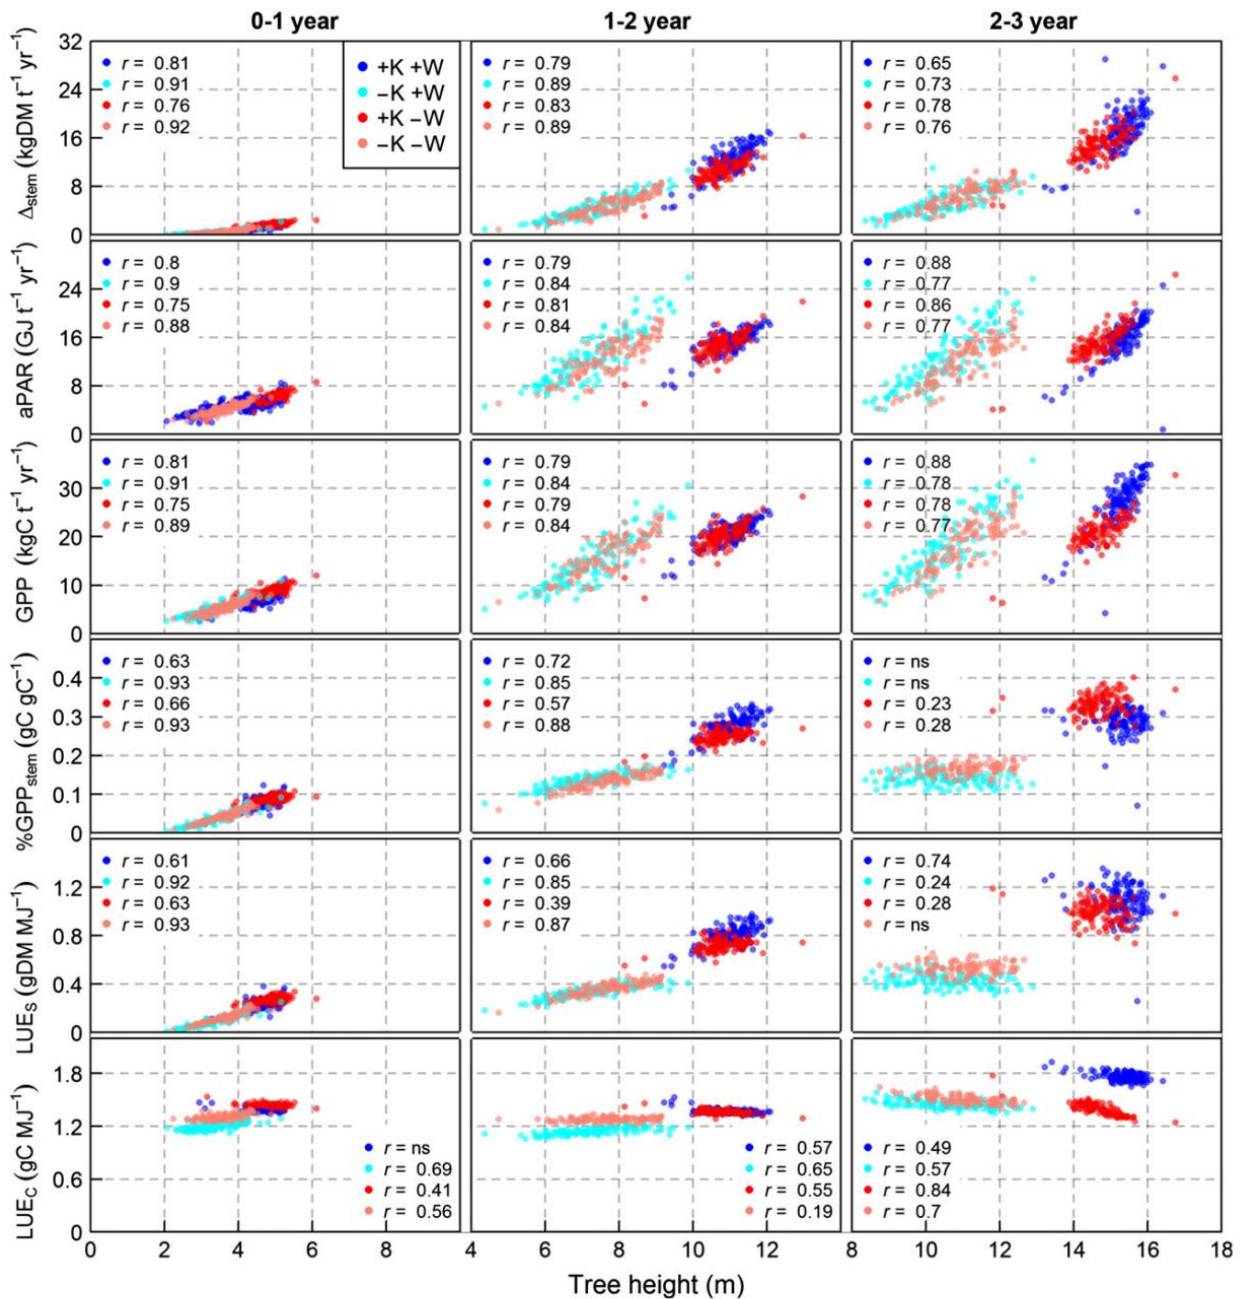 0-1 year
1-2 year
2-3 year
Δstem (kgDM t⁻¹ yr⁻¹)
32
24
16
8
0
r = 0.81
r = 0.91
r = 0.76
r = 0.92
+K +W
−K +W
+K −W
−K −W
r = 0.79
r = 0.89
r = 0.83
r = 0.89
r = 0.65
r = 0.73
r = 0.78
r = 0.76
aPAR (GJ t⁻¹ yr⁻¹)
24
16
8
0
r = 0.8
r = 0.9
r = 0.75
r = 0.88
r = 0.79
r = 0.84
r = 0.81
r = 0.84
r = 0.88
r = 0.77
r = 0.86
r = 0.77
GPP (kgC t⁻¹ yr⁻¹)
30
20
10
0
r = 0.81
r = 0.91
r = 0.75
r = 0.89
r = 0.79
r = 0.84
r = 0.79
r = 0.84
r = 0.88
r = 0.78
r = 0.78
r = 0.77
%GPPstem (gC gC⁻¹)
0.4
0.3
0.2
0.1
0
r = 0.63
r = 0.93
r = 0.66
r = 0.93
r = 0.72
r = 0.85
r = 0.57
r = 0.88
r = ns
r = ns
r = 0.23
r = 0.28
LUEs (gDM MJ⁻¹)
1.2
0.8
0.4
0
r = 0.61
r = 0.92
r = 0.63
r = 0.93
r = 0.66
r = 0.85
r = 0.39
r = 0.87
r = 0.74
r = 0.24
r = 0.28
r = ns
LUEC (gC MJ⁻¹)
1.8
1.2
0.6
0
r = ns
r = 0.69
r = 0.41
r = 0.56
r = 0.57
r = 0.65
r = 0.55
r = 0.19
r = 0.49
r = 0.57
r = 0.84
r = 0.7
0 2 4 6 8
4 6 8 10 12
8 10 12 14 16 18
Tree height (m)